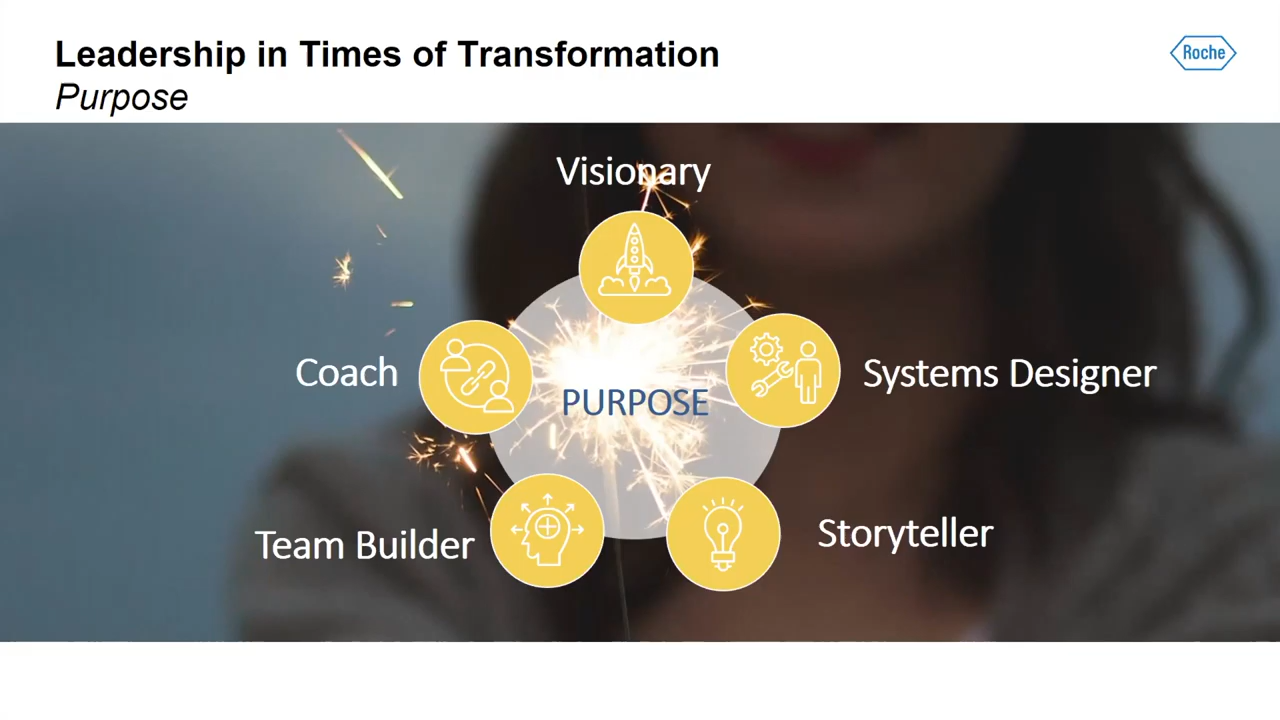 Leadership in Times of Transformation
Purpose
Roche
Visionary
Coach
PURPOSE
Systems Designer
Team Builder
Storyteller